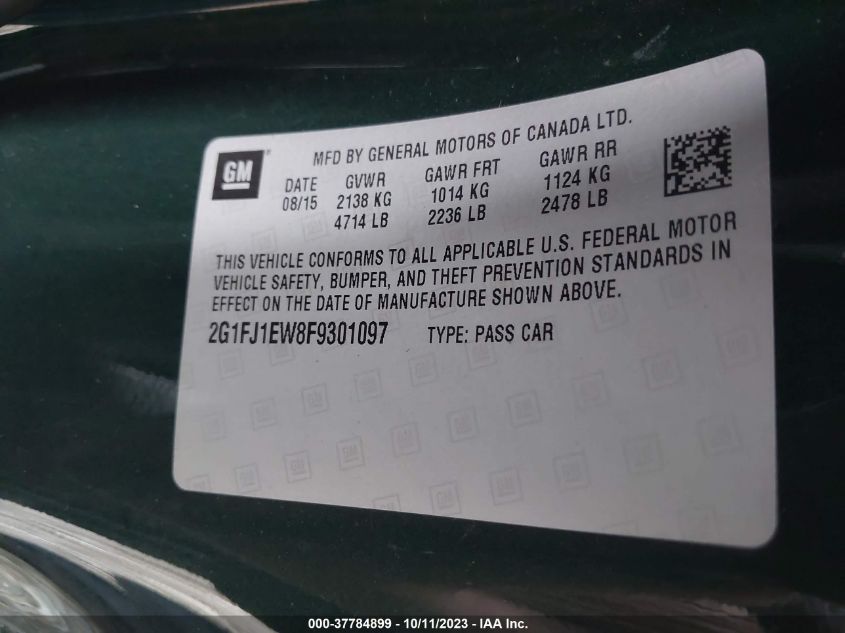 GM ®
MFD BY GENERAL MOTORS OF CANADA LTD.
DATE GVWR GAWR FRT GAWR RR
08/15 2138 KG 1014 KG 1124 KG
4714 LB 2236 LB 2478 LB
THIS VEHICLE CONFORMS TO ALL APPLICABLE U.S. FEDERAL MOTOR
VEHICLE SAFETY, BUMPER, AND THEFT PREVENTION STANDARDS IN
EFFECT ON THE DATE OF MANUFACTURE SHOWN ABOVE.
2G1FJ1EW8F9301097 TYPE: PASS CAR
000-37784899 - 10/11/2023 - IAA Inc.